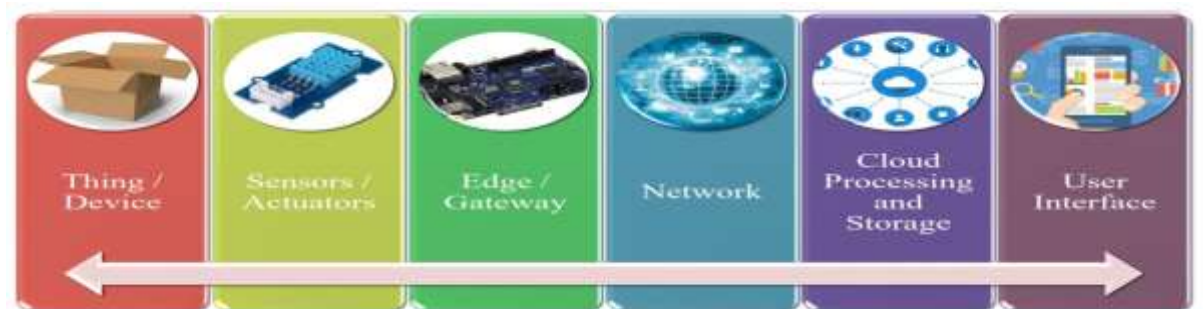 Thing /
Device
Sensors /
Actuators
Edge /
Gateway
Network
Cloud
Processing
and
Storage
User
Interface